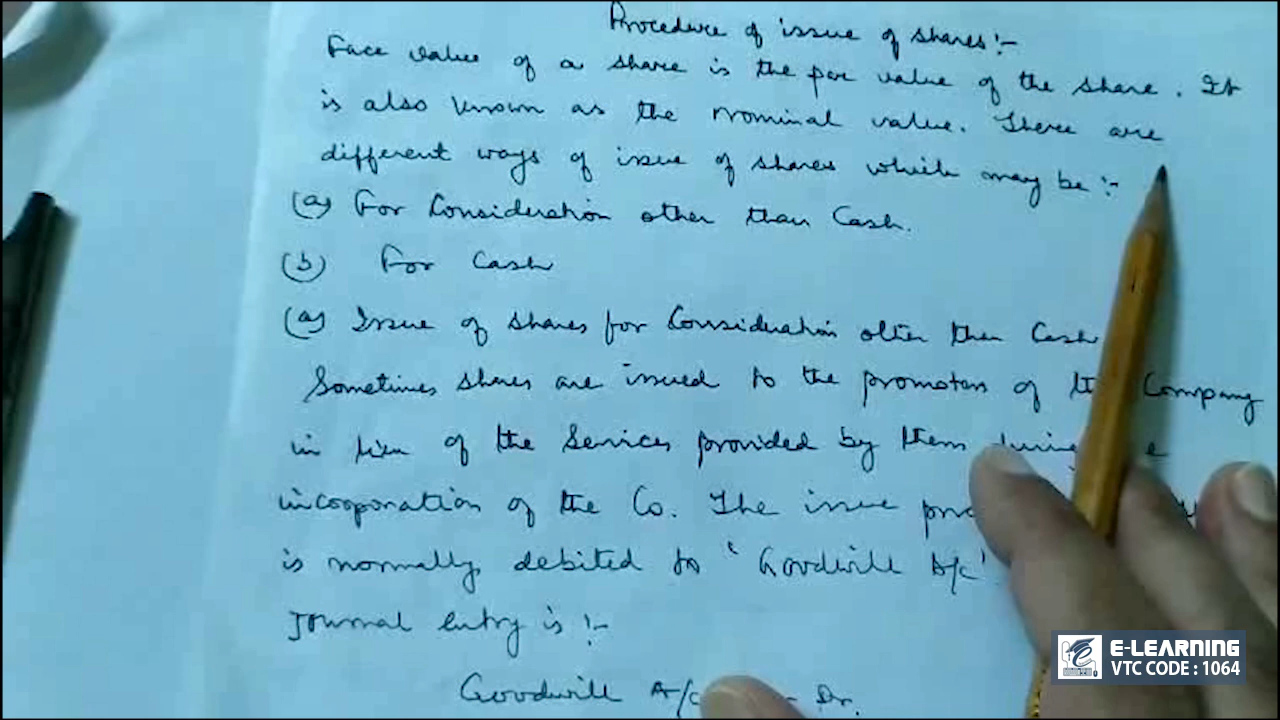 Procedure of issue of shares :-
Face value of a share is the par value of the share. It
is also known as the nominal value. There are
different ways of issue of shares which may be :-
(a) For Consideration other than Cash.
(b) For Cash
(a) Issue of shares for Consideration other than Cash
Sometimes shares are issued to the promotors of the Company
in lieu of the Services provided by them during
incooporation of the Co. The issue
is normally debited to 'Goodwill A/c'
Journal entry is :-
Goodwill A/c - Dr.
E-LEARNING
VTC CODE : 1064